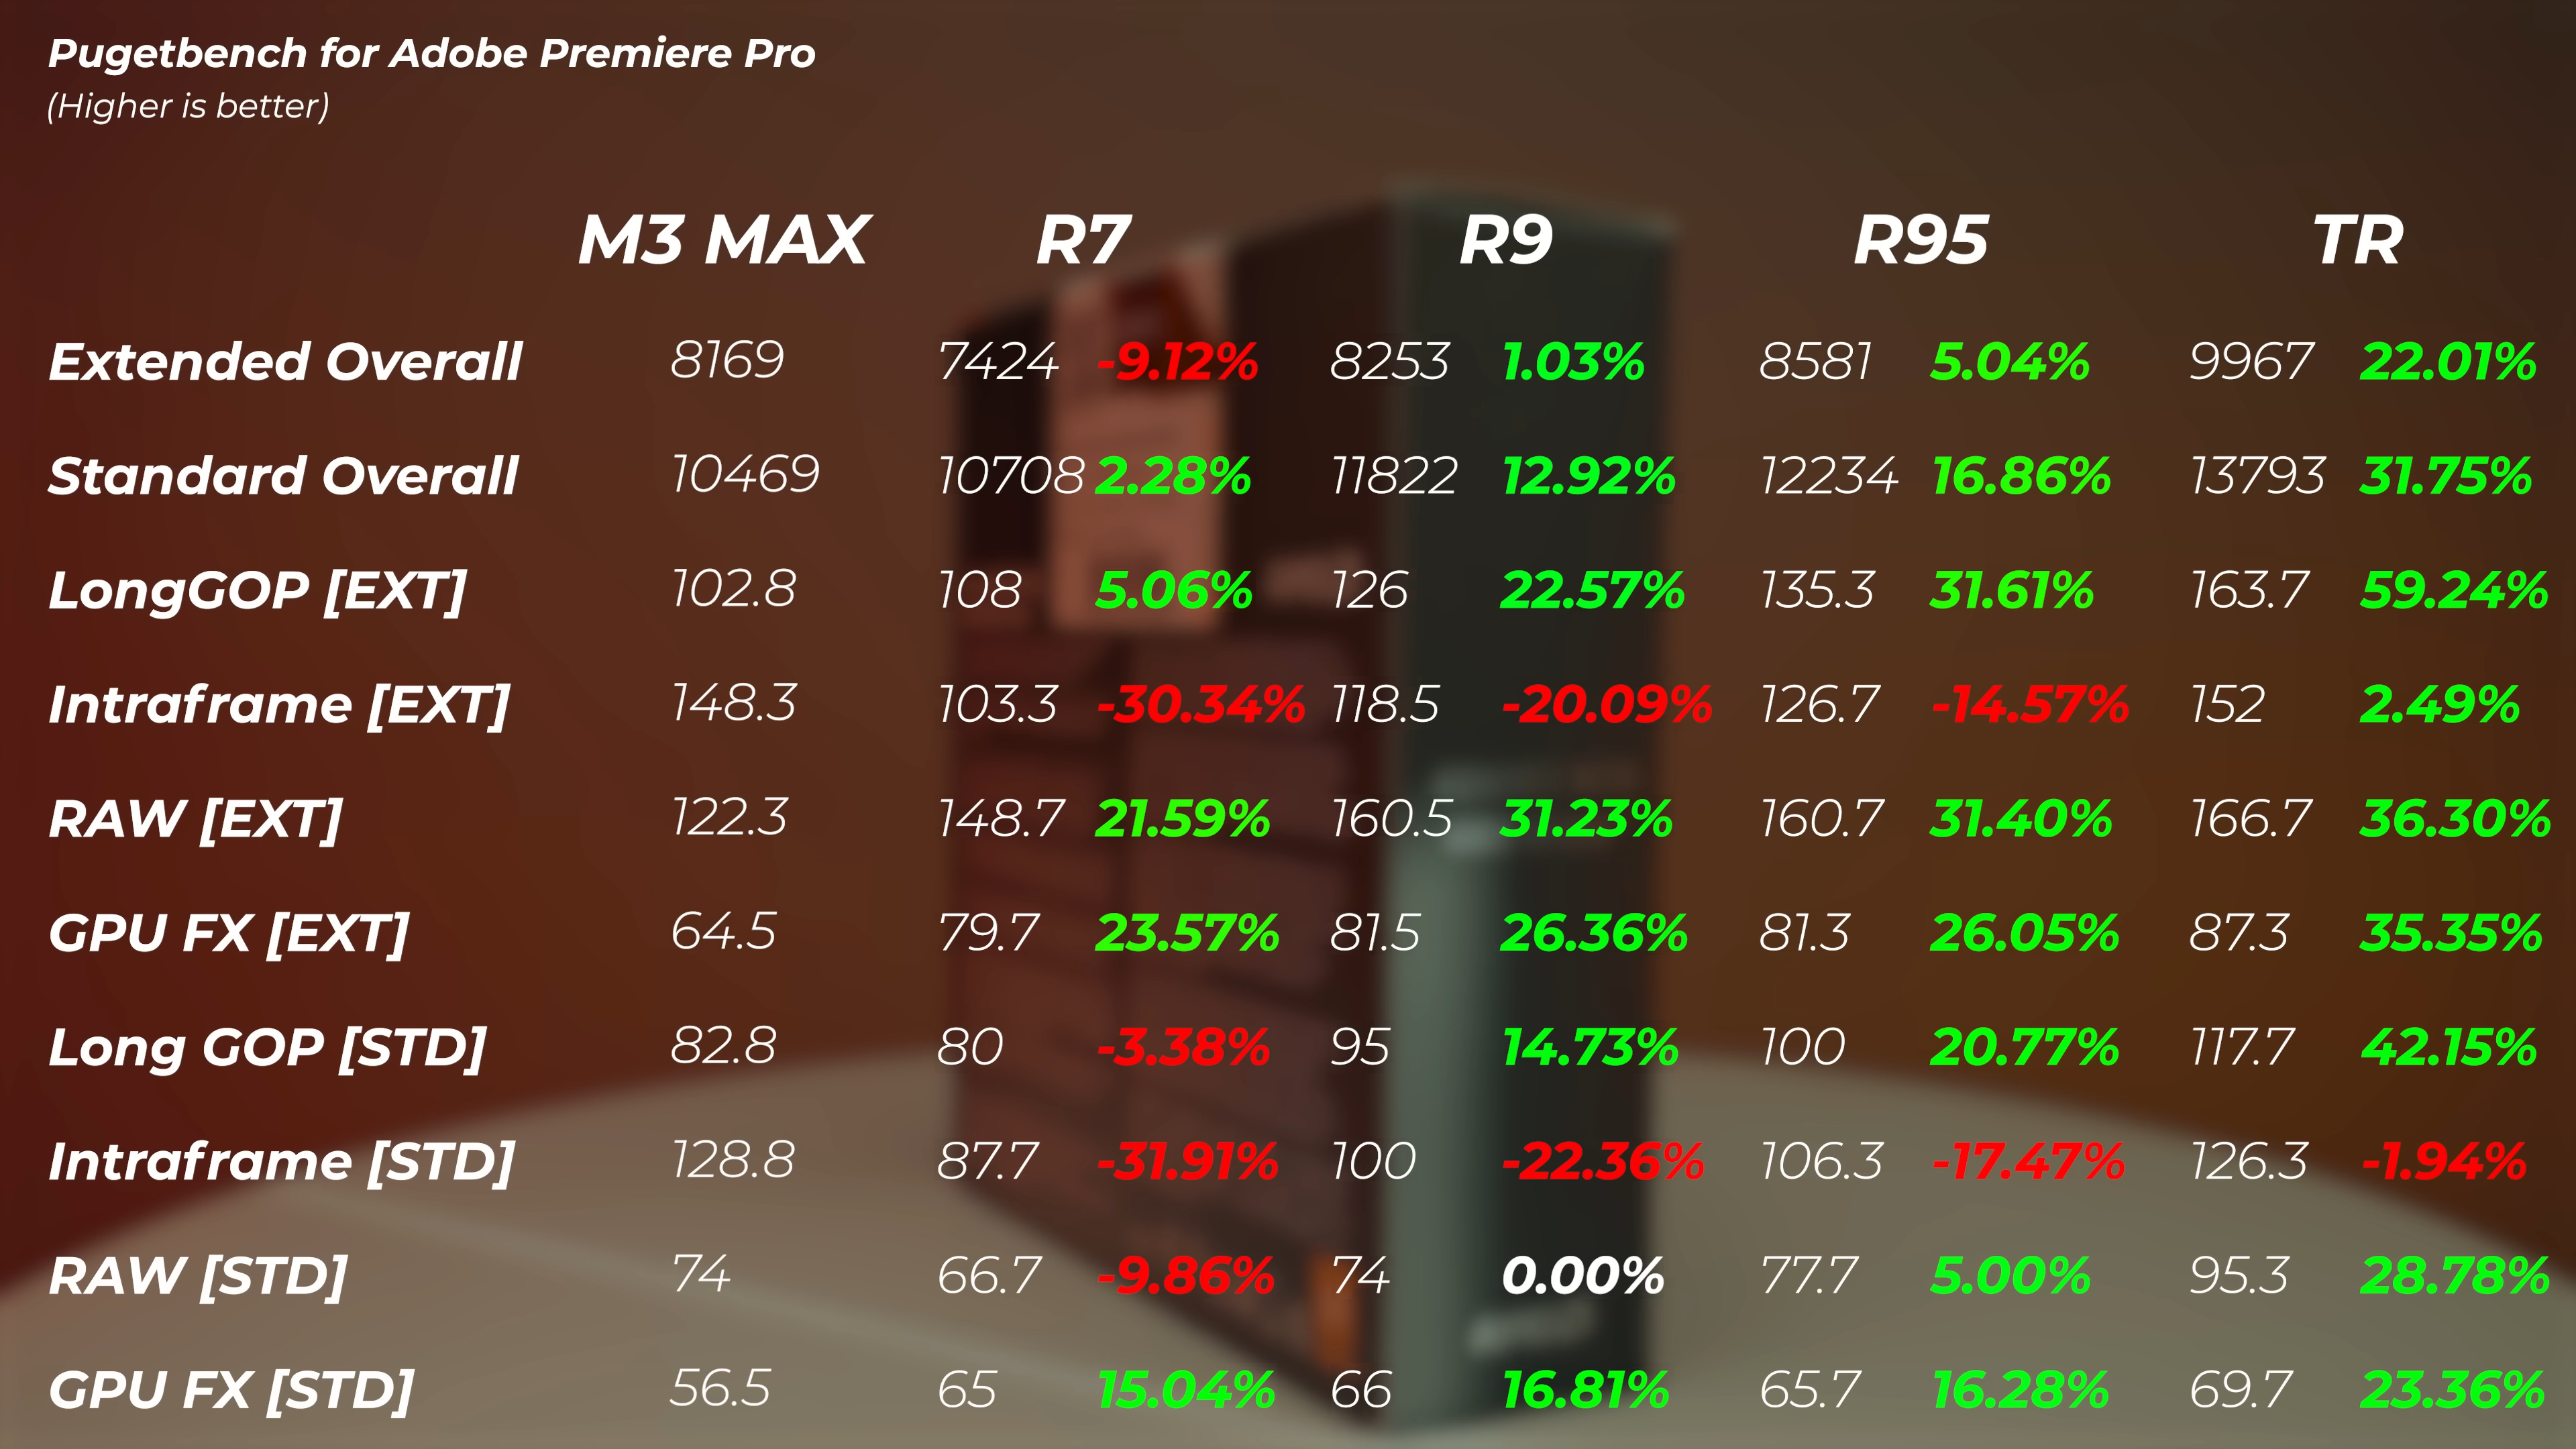 Pugetbench for Adobe Premiere Pro
(Higher is better)
M3 MAX R7 R9 R95 TR
Extended Overall 8169 7424 -9.12% 8253 1.03% 8581 5.04% 9967 22.01%
Standard Overall 10469 10708 2.28% 11822 12.92% 12234 16.86% 13793 31.75%
LongGOP [EXT] 102.8 108 5.06% 126 22.57% 135.3 31.61% 163.7 59.24%
Intraframe [EXT] 148.3 103.3 -30.34% 118.5 -20.09% 126.7 -14.57% 152 2.49%
RAW [EXT] 122.3 148.7 21.59% 160.5 31.23% 160.7 31.40% 166.7 36.30%
GPU FX [EXT] 64.5 79.7 23.57% 81.5 26.36% 81.3 26.05% 87.3 35.35%
Long GOP [STD] 82.8 80 -3.38% 95 14.73% 100 20.77% 117.7 42.15%
Intraframe [STD] 128.8 87.7 -31.91% 100 -22.36% 106.3 -17.47% 126.3 -1.94%
RAW [STD] 74 66.7 -9.86% 74 0.00% 77.7 5.00% 95.3 28.78%
GPU FX [STD] 56.5 65 15.04% 66 16.81% 65.7 16.28% 69.7 23.36%